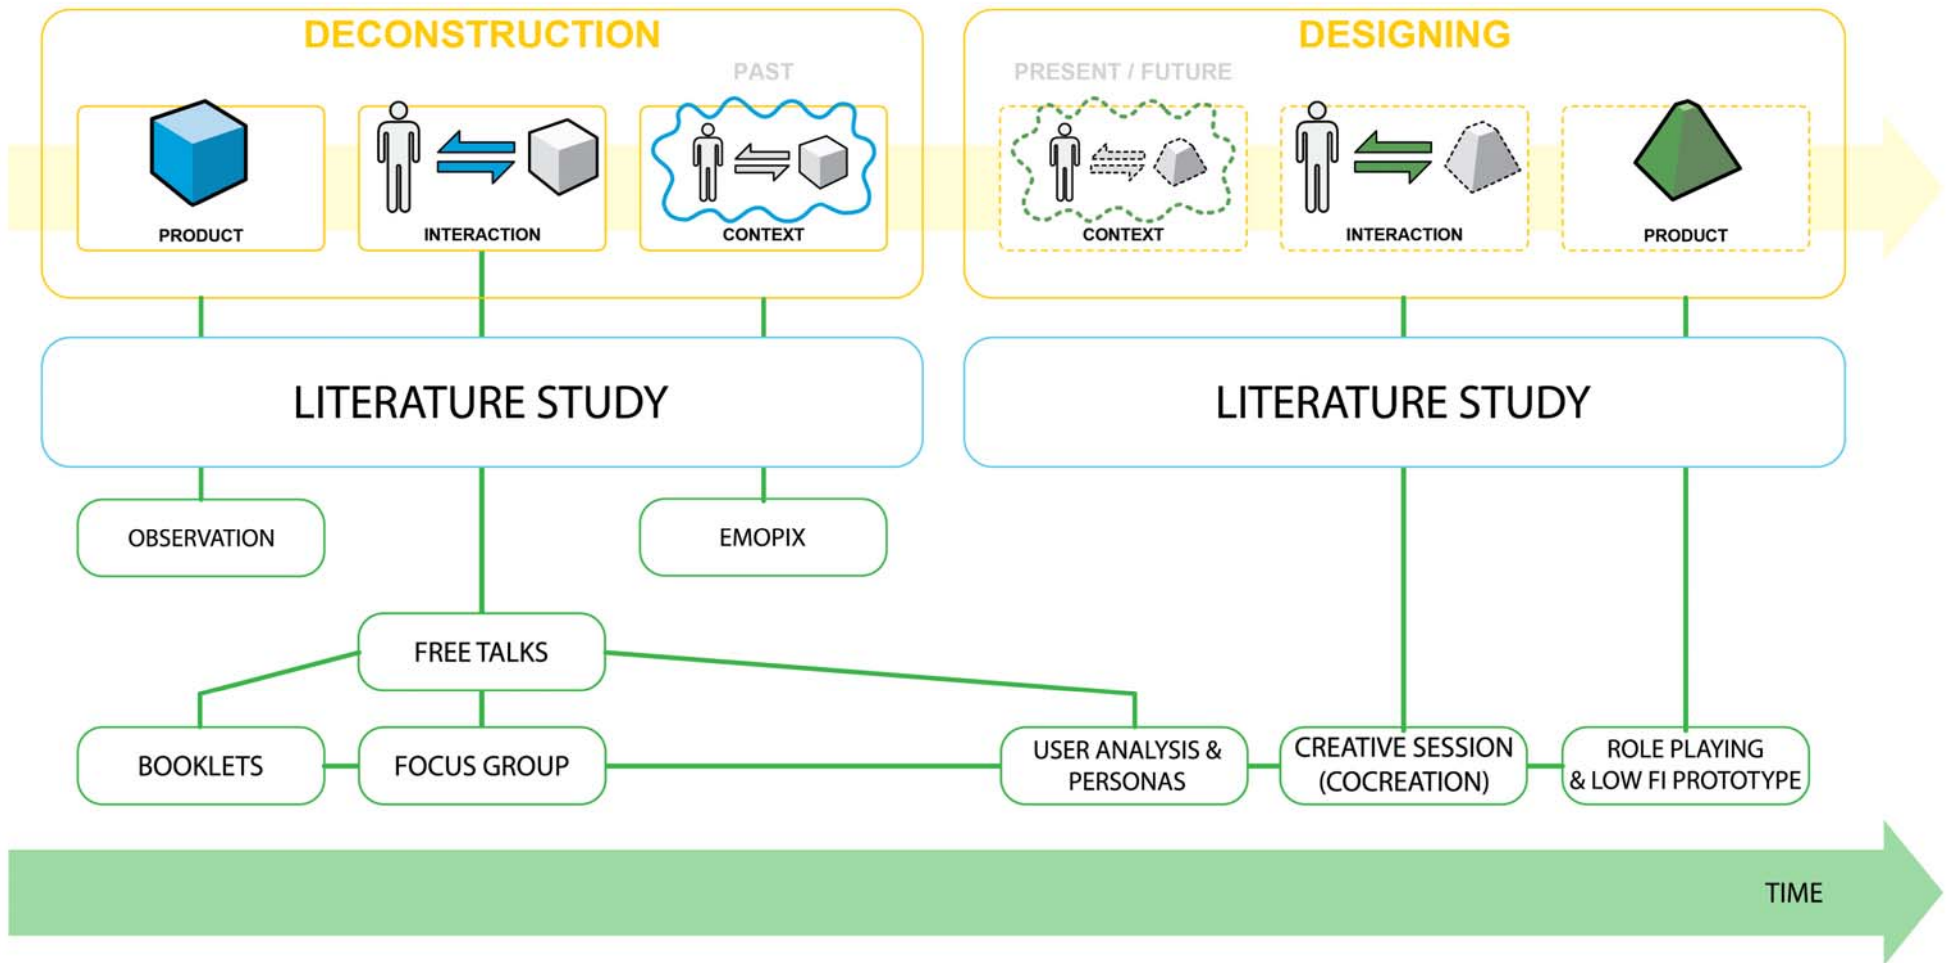 DECONSTRUCTION
DESIGNING
PAST
PRESENT / FUTURE
PRODUCT
INTERACTION
CONTEXT
CONTEXT
INTERACTION
PRODUCT
LITERATURE STUDY
LITERATURE STUDY
OBSERVATION
EMOPIX
FREE TALKS
BOOKLETS
FOCUS GROUP
USER ANALYSIS &
PERSONAS
CREATIVE SESSION
(COCREATION)
ROLE PLAYING
& LOW FI PROTOTYPE
TIME